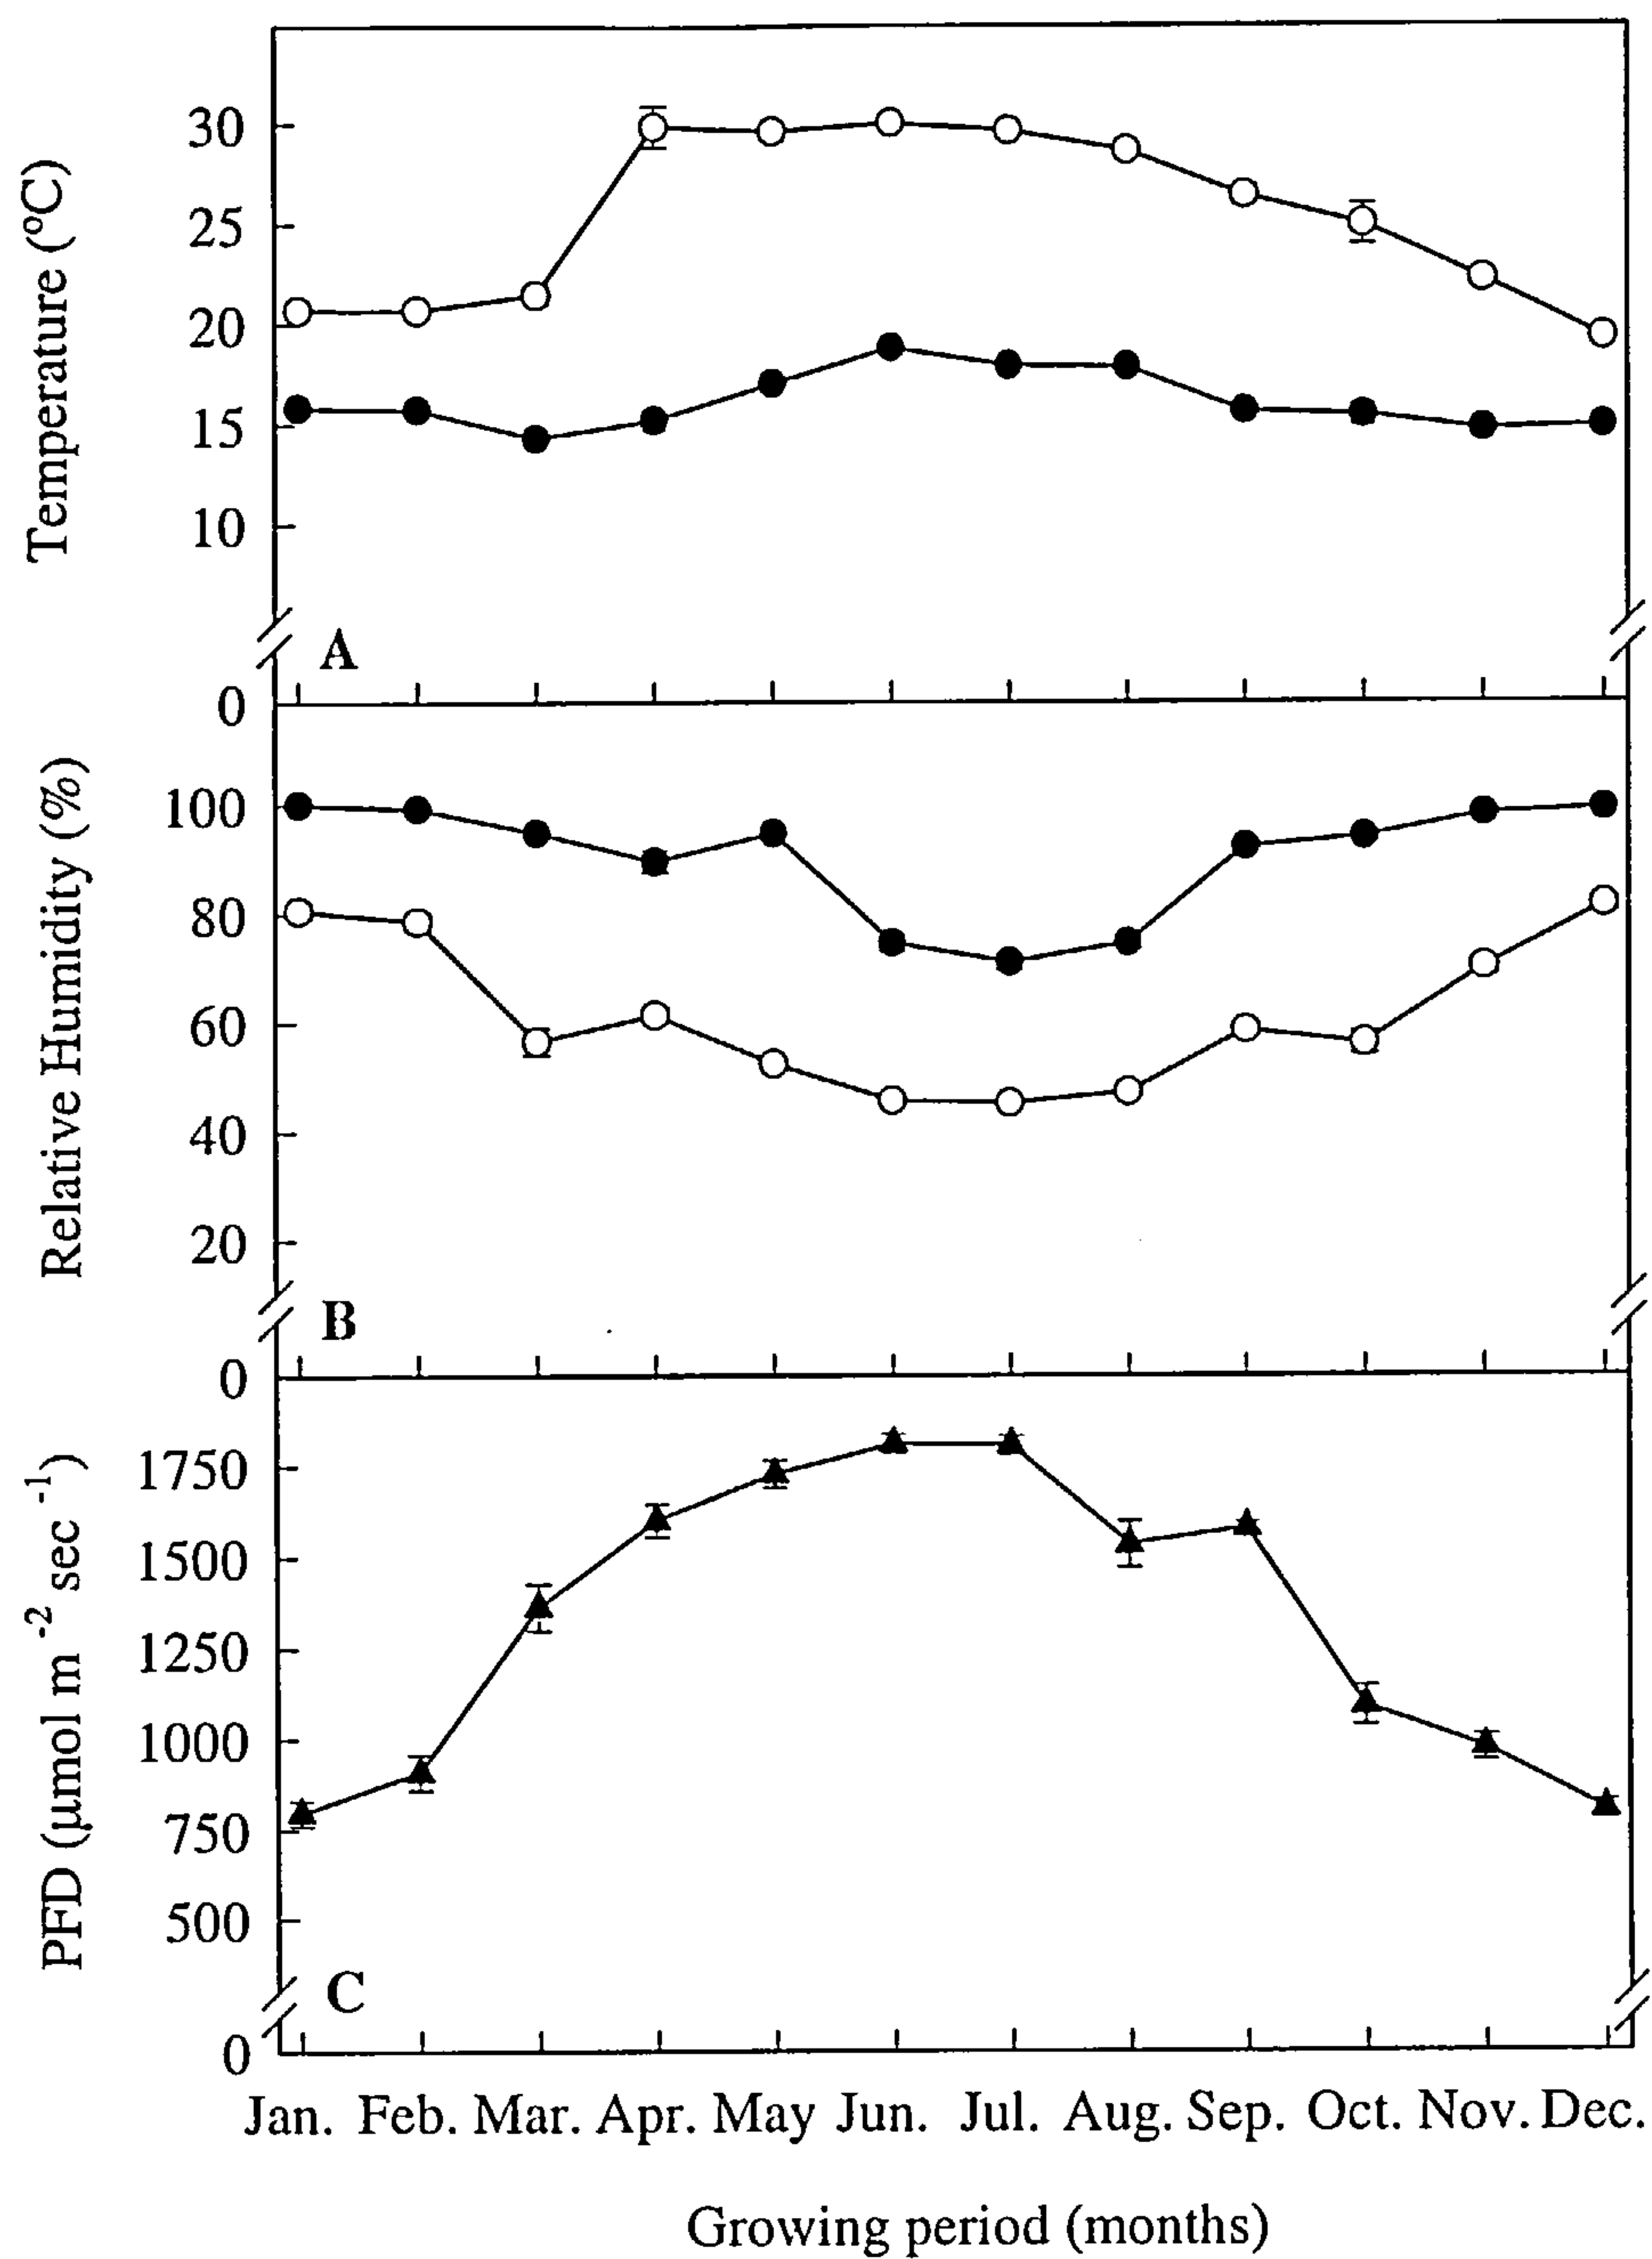 Temperature (°C)
30
25
20
15
10
0
A
Relative Humidity (%)
100
80
60
40
20
0
B
PFD (µmol m⁻² sec⁻¹)
1750
1500
1250
1000
750
500
0
C
Jan. Feb. Mar. Apr. May Jun. Jul. Aug. Sep. Oct. Nov. Dec.
Growing period (months)